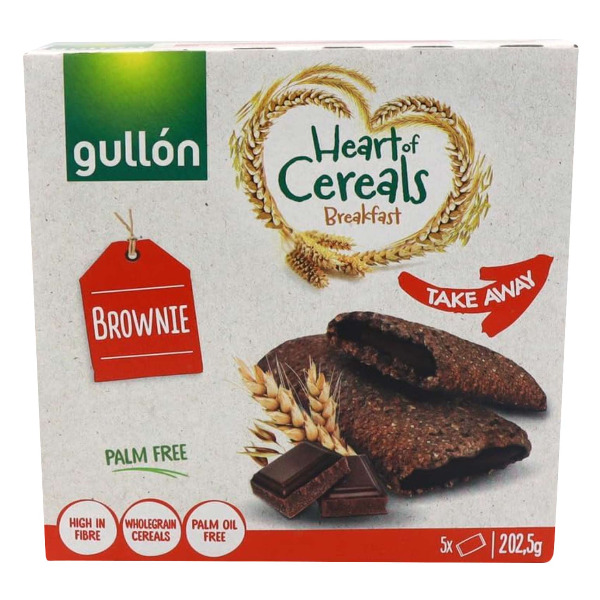 gullón
Heart of
Cereals
Breakfast
TAKE AWAY
BROWNIE
PALM FREE
HIGH IN
FIBRE
WHOLEGRAIN
CEREALS
PALM OIL
FREE
5x
202,5g